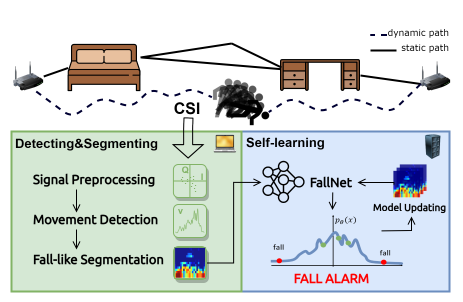 dynamic path
static path
CSI
Detecting&Segmenting
Self-learning
Q
I
Signal Preprocessing
FallNet
V
Model Updating
Movement Detection
pθ(x)
Fall-like Segmentation
fall
fall
FALL ALARM